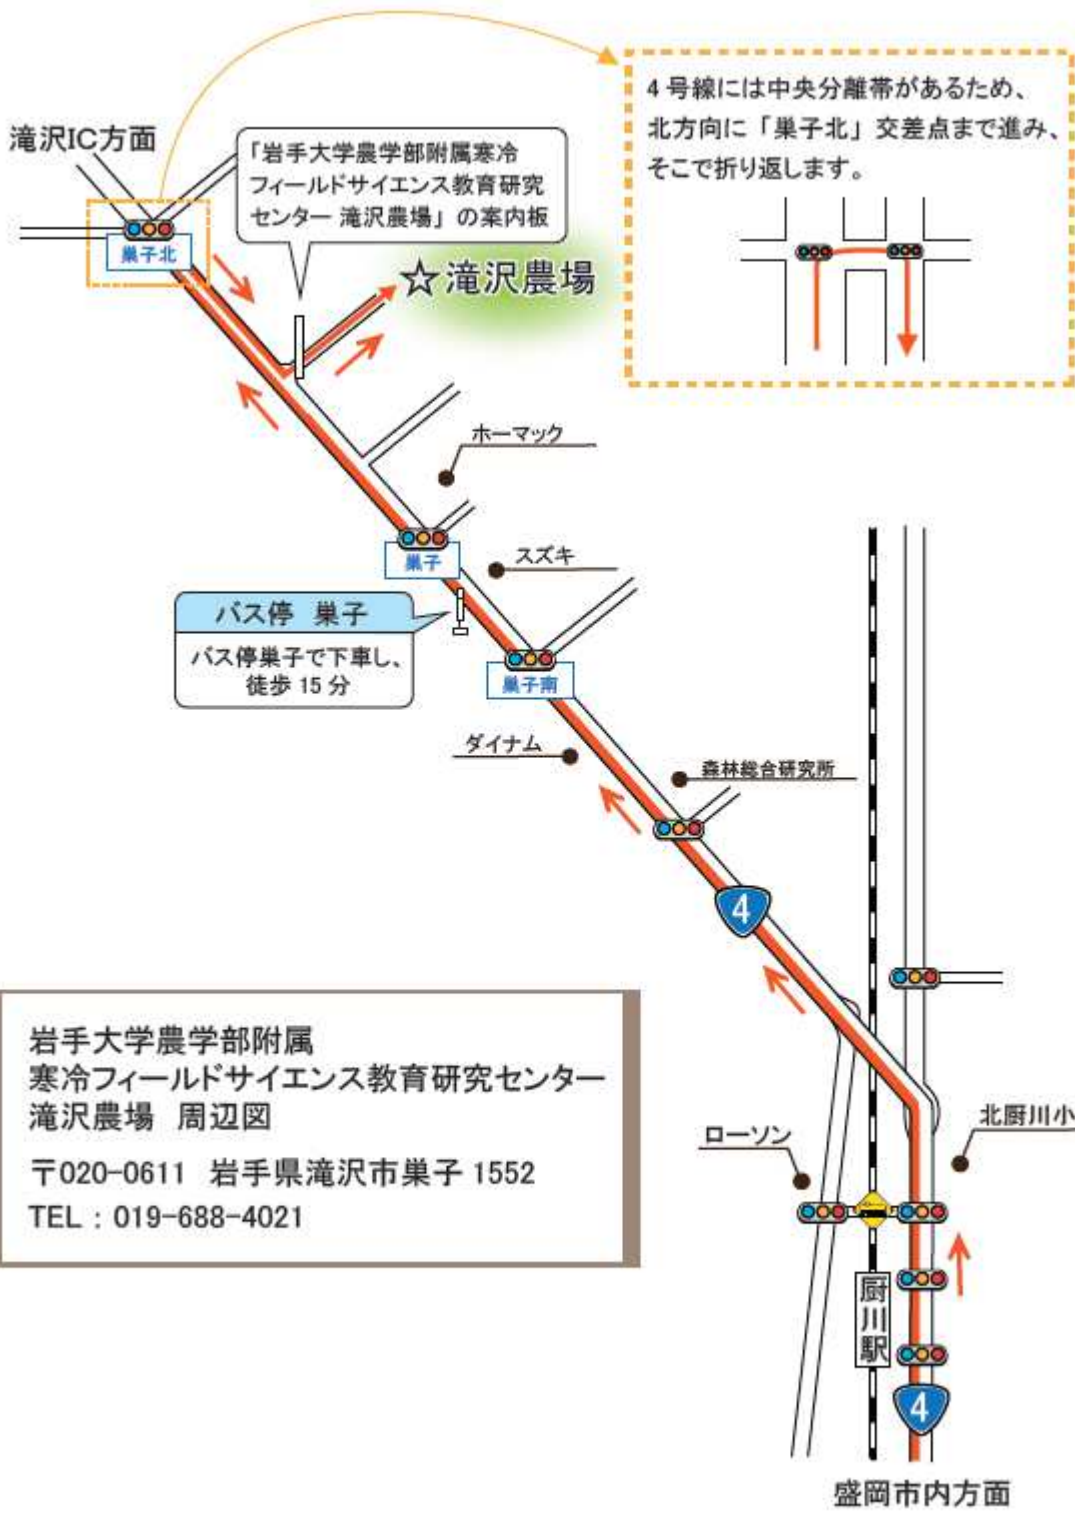 4号線には中央分離帯があるため、
北方向に「巣子北」交差点まで進み、
そこで折り返します。
滝沢IC方面
「岩手大学農学部附属寒冷
フィールドサイエンス教育研究
センター 滝沢農場」の案内板
巣子北
☆滝沢農場
ホーマック
巣子
スズキ
バス停 巣子
バス停巣子で下車し、
徒歩15分
巣子南
ダイナム
森林総合研究所
4
岩手大学農学部附属
寒冷フィールドサイエンス教育研究センター
滝沢農場 周辺図
〒020-0611 岩手県滝沢市巣子1552
TEL：019-688-4021
北厨川小
ローソン
厨川駅
4
盛岡市内方面